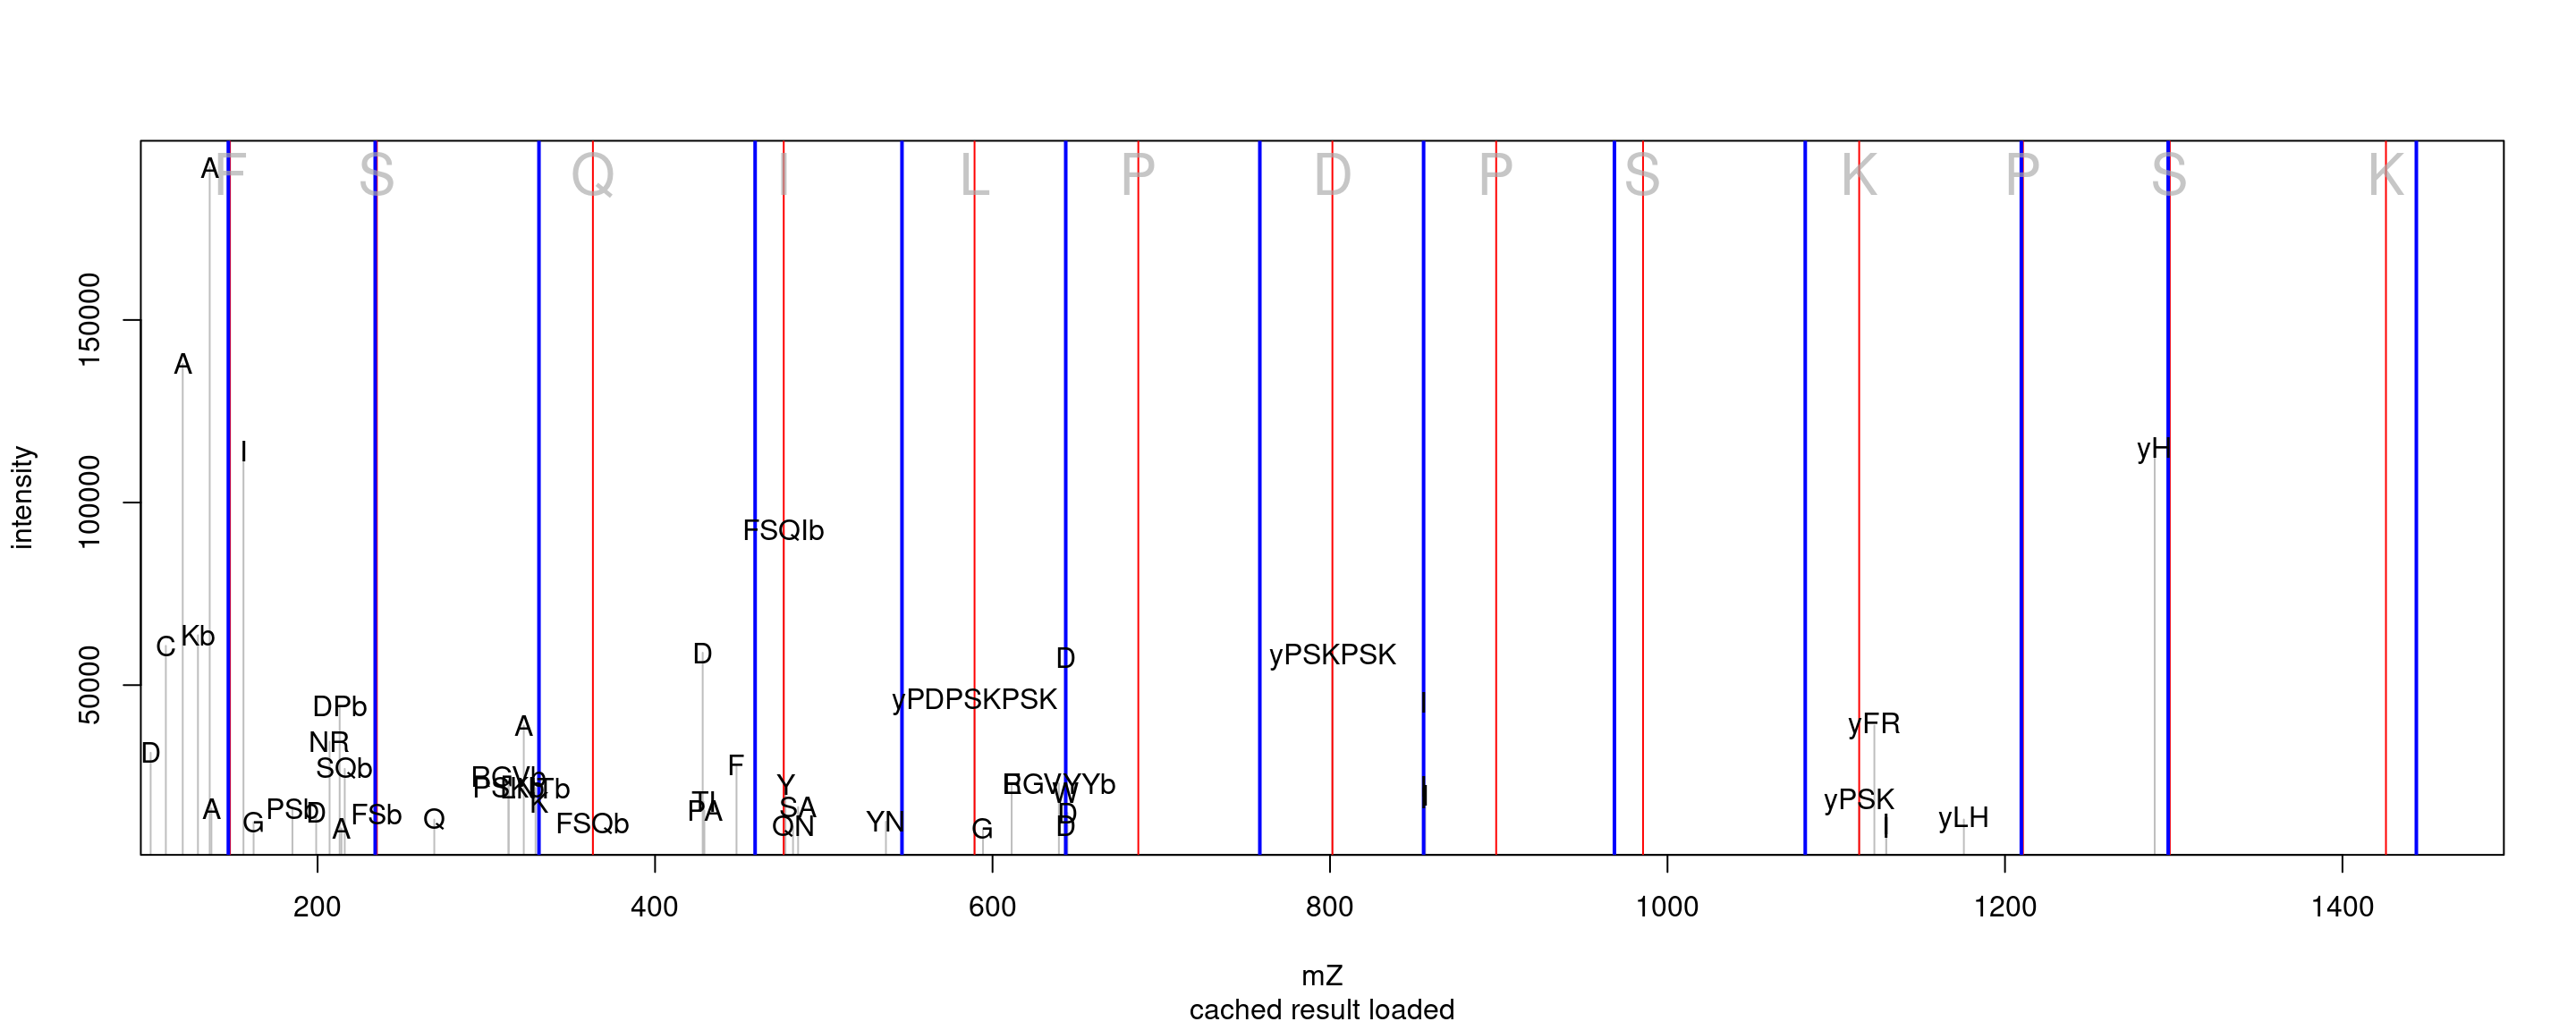 F S Q I L P D P S K P S K
A
A
I
yH
FSQIb
C Kb
D
D
yPSKPSK
DPb
yPDPSKPSK
NR
A
yFR
D
SQb
F
Y
W
A G PSb D
A
FSb
Q
K
FSQb
TI
PA
SA
QN
YN
G
D
D
yPSK
I
yLH
50000 100000 150000
intensity
200 400 600 800 1000 1200 1400
mZ
cached result loaded